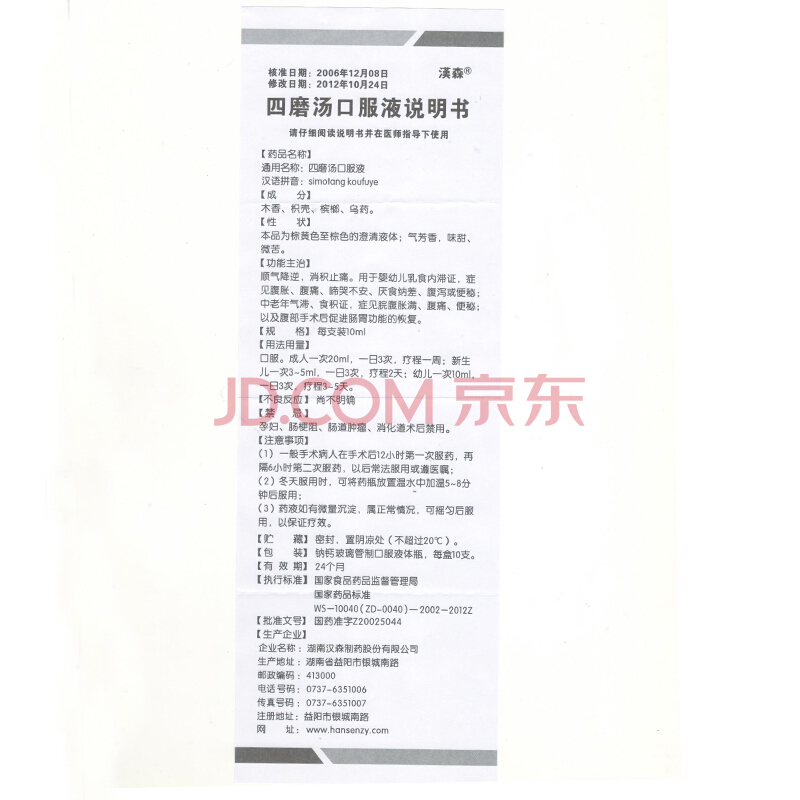 核准日期：2006年12月08日
漢森®
修改日期：2012年10月24日
四磨汤口服液说明书
请仔细阅读说明书并在医师指导下使用
【药品名称】
通用名称：四磨汤口服液
汉语拼音：simotang koufuye
【成 分】
木香、枳壳、槟榔、乌药。
【性 状】
本品为棕黄色至棕色的澄清液体；气芳香，味甜、
微苦。
【功能主治】
顺气降逆，消积止痛。用于婴幼儿乳食内滞证，症
见腹胀、腹痛、啼哭不安、厌食纳差、腹泻或便秘；
中老年气滞、食积证，症见脘腹胀满、腹痛、便秘；
以及腹部手术后促进肠胃功能的恢复。
【规 格】每支装10ml
【用法用量】
口服。成人一次20ml，一日3次，疗程一周；新生
儿一次3~5ml，一日3次，疗程2天；幼儿一次10ml，
一日3次，疗程3~5天。
JD.COM 京东
【不良反应】尚不明确
【禁 忌】
孕妇、肠梗阻、肠道肿瘤、消化道术后禁用。
【注意事项】
（1）一般手术病人在手术后12小时第一次服药，再
隔6小时第二次服药，以后常法服用或遵医嘱；
（2）冬天服用时，可将药瓶放置温水中加温5~8分
钟后服用；
（3）药液如有微量沉淀，属正常情况，可摇匀后服
用，以保证疗效。
【贮 藏】密封，置阴凉处（不超过20℃）。
【包 装】钠钙玻璃管制口服液体瓶，每盒10支。
【有 效 期】24个月
【执行标准】国家食品药品监督管理局
国家药品标准
WS-10040(ZD-0040)-2002-2012Z
【批准文号】国药准字Z20025044
【生产企业】
企业名称：湖南汉森制药股份有限公司
生产地址：湖南省益阳市银城南路
邮政编码：413000
电话号码：0737-6351006
传真号码：0737-6351007
注册地址：益阳市银城南路
网 址：www.hansenzy.com